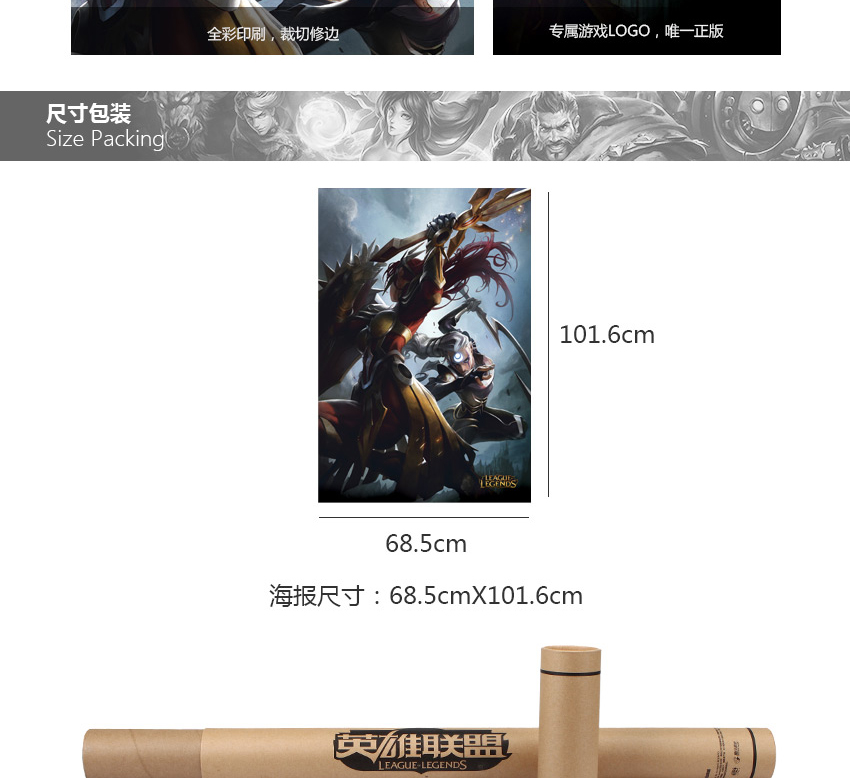 全彩印刷，裁切修边
专属游戏LOGO，唯一正版
尺寸包装
Size Packing
101.6cm
LEAGUE OF
LEGENDS
68.5cm
海报尺寸：68.5cmX101.6cm
英雄联盟
LEAGUE OF LEGENDS